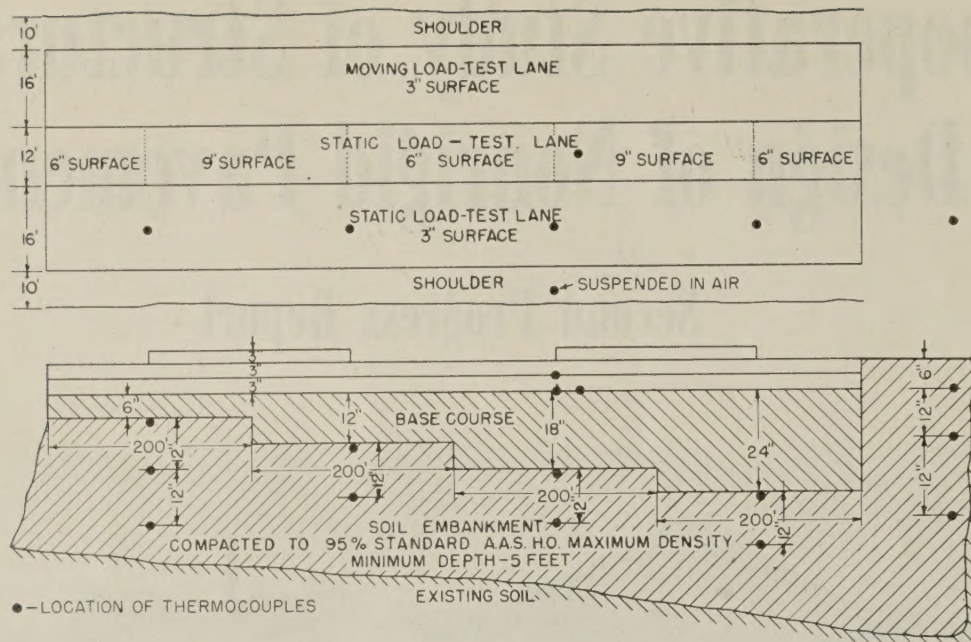 10'
SHOULDER
16'
MOVING LOAD-TEST LANE
3" SURFACE
12'
STATIC LOAD-TEST LANE
6" SURFACE
9" SURFACE
6" SURFACE
9" SURFACE
6" SURFACE
16'
STATIC LOAD-TEST LANE
3" SURFACE
10'
SHOULDER
SUSPENDED IN AIR
3"
3"
3"
6"
6"
12"
BASE COURSE
18"
24"
12"
12"
200'
200'
200'
200'
12"
12"
12"
12"
12"
SOIL EMBANKMENT
COMPACTED TO 95% STANDARD A.A.S.H.O. MAXIMUM DENSITY
MINIMUM DEPTH-5 FEET
EXISTING SOIL
●-LOCATION OF THERMOCOUPLES